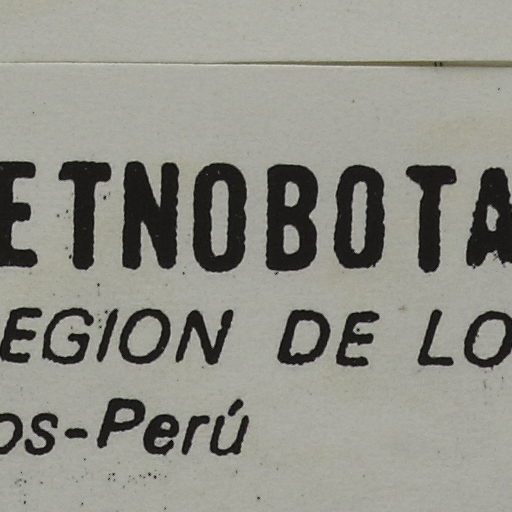 ETNOBOTA
EGION DE LO
os-Perú